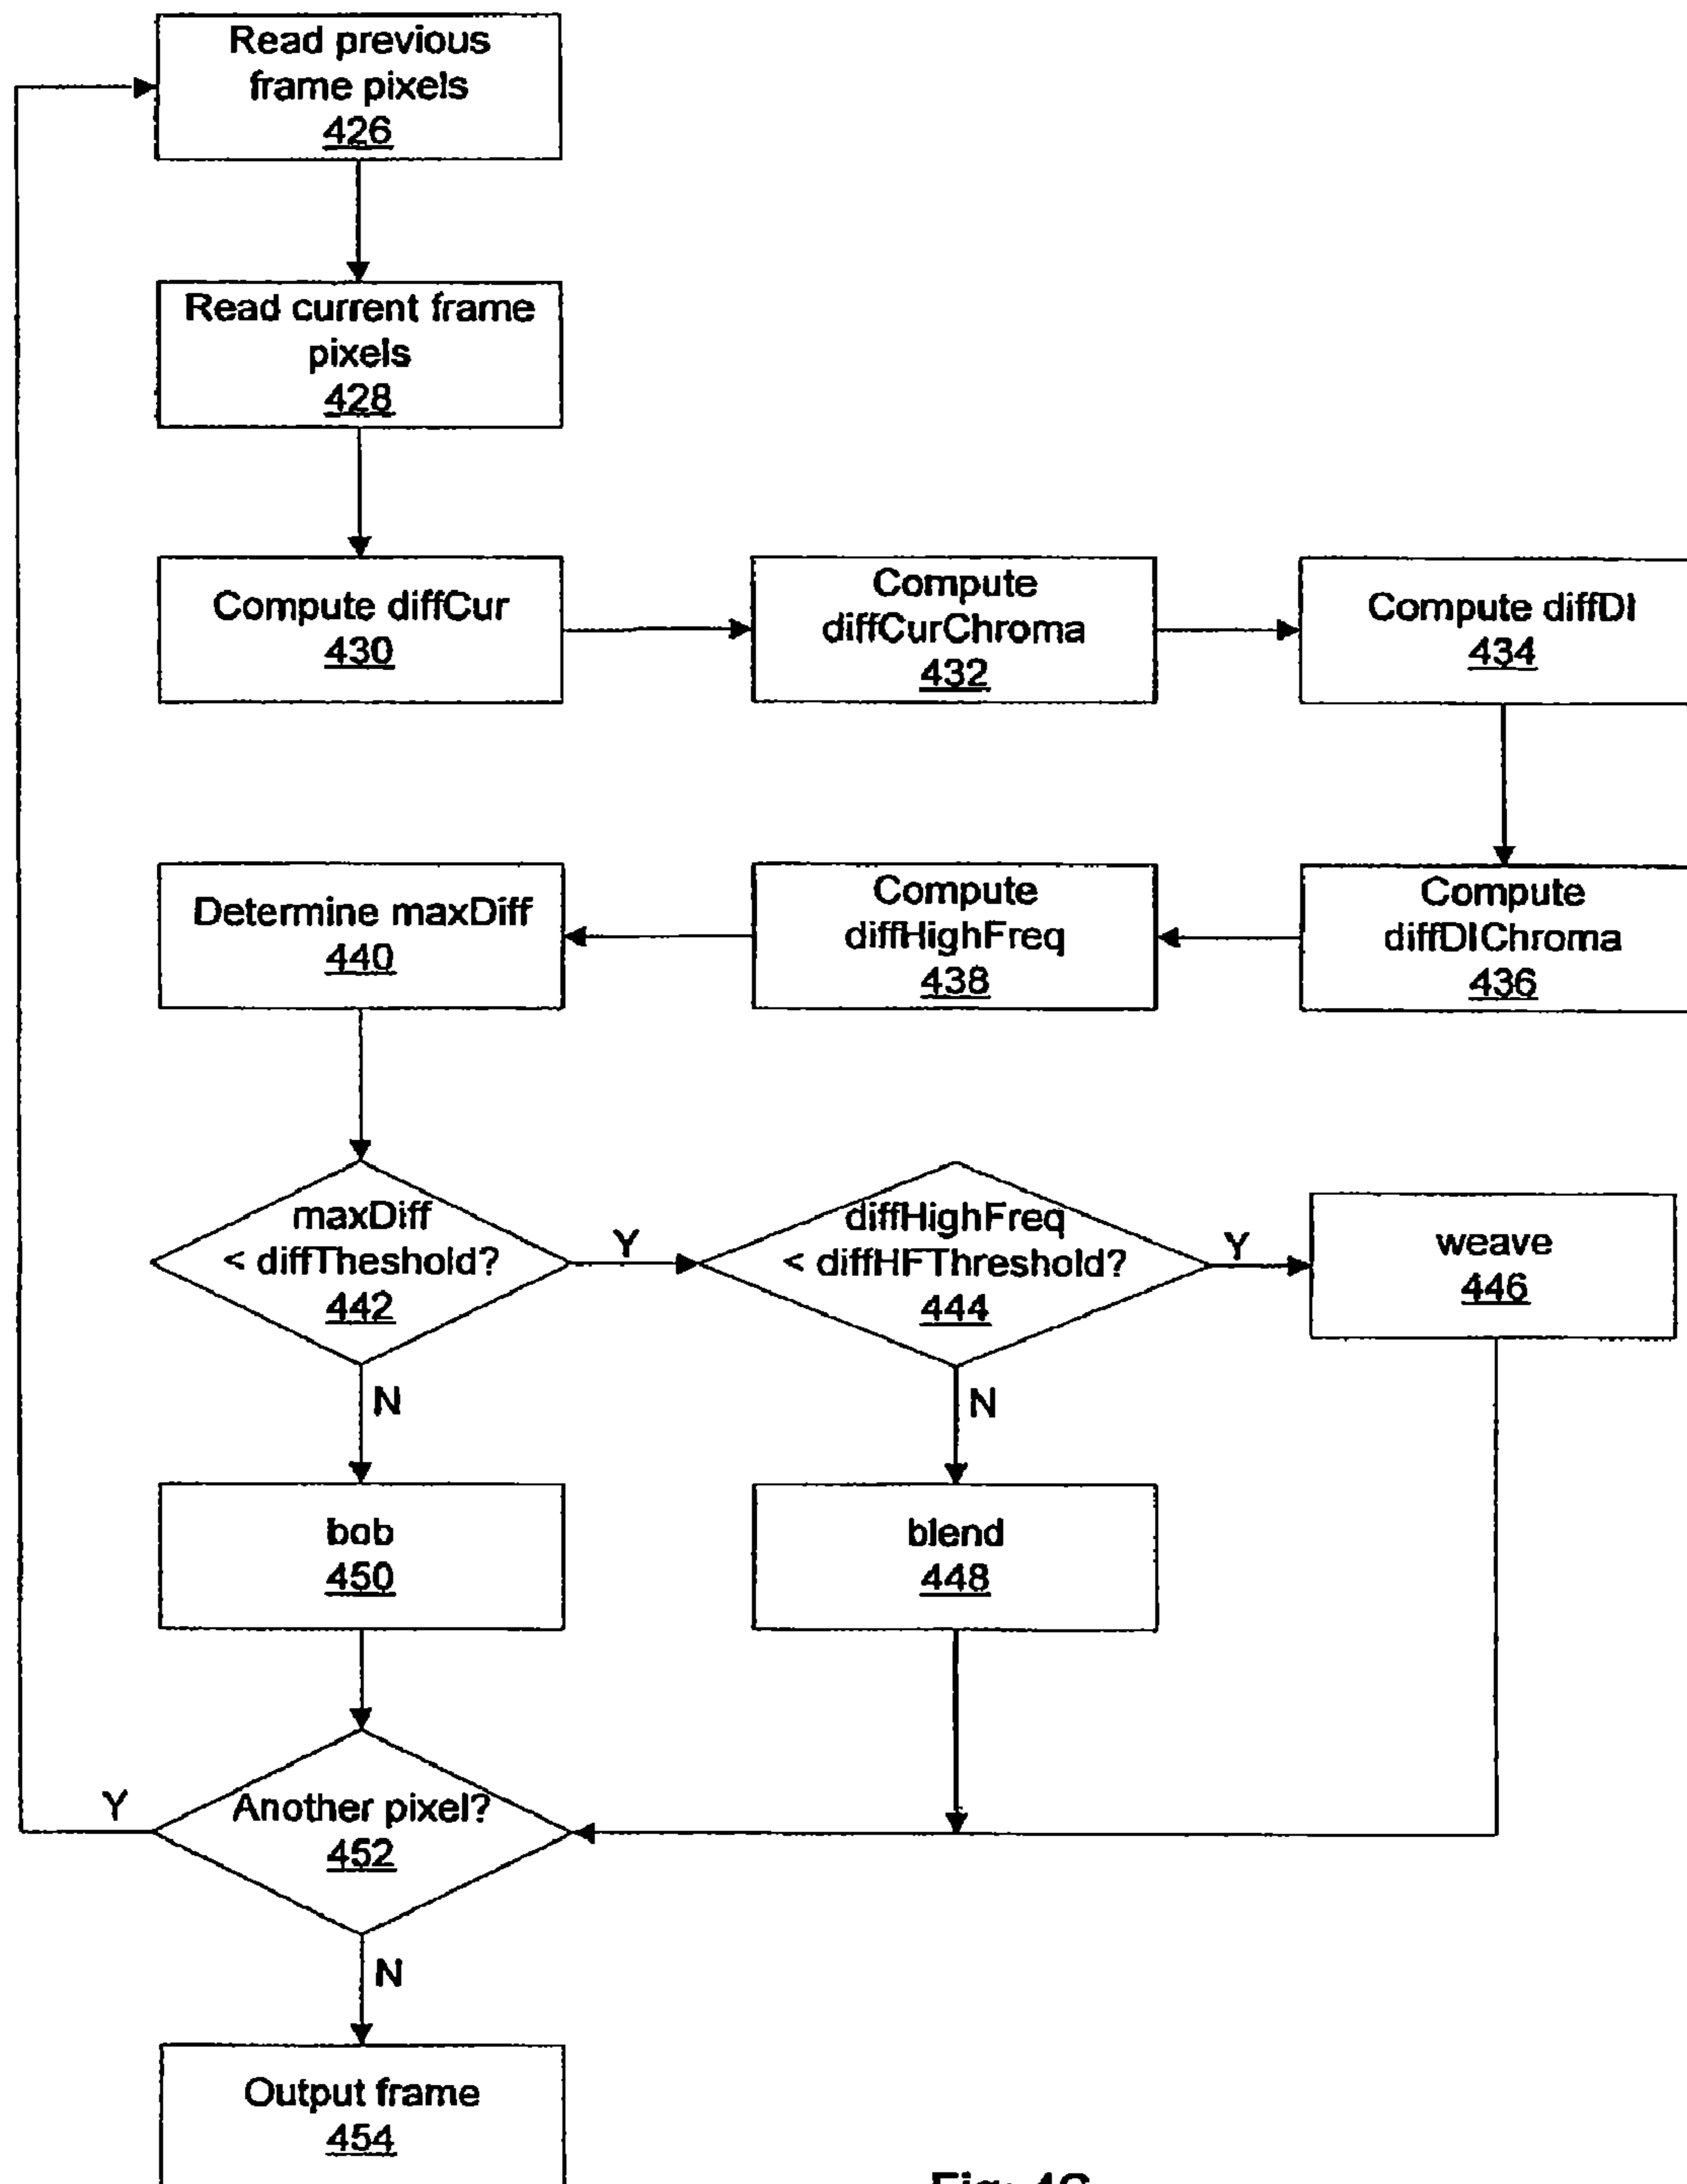 Read previous
frame pixels
426
Read current frame
pixels
428
Compute diffCur
430
Compute
diffCurChroma
432
Compute diffDI
434
Determine maxDiff
440
Compute
diffHighFreq
438
Compute
diffDIChroma
436
maxDiff
< diffTheshold?
442
Y
diffHighFreq
< diffHFThreshold?
444
Y
weave
446
N
N
bob
450
blend
448
Y
Another pixel?
452
N
Output frame
454